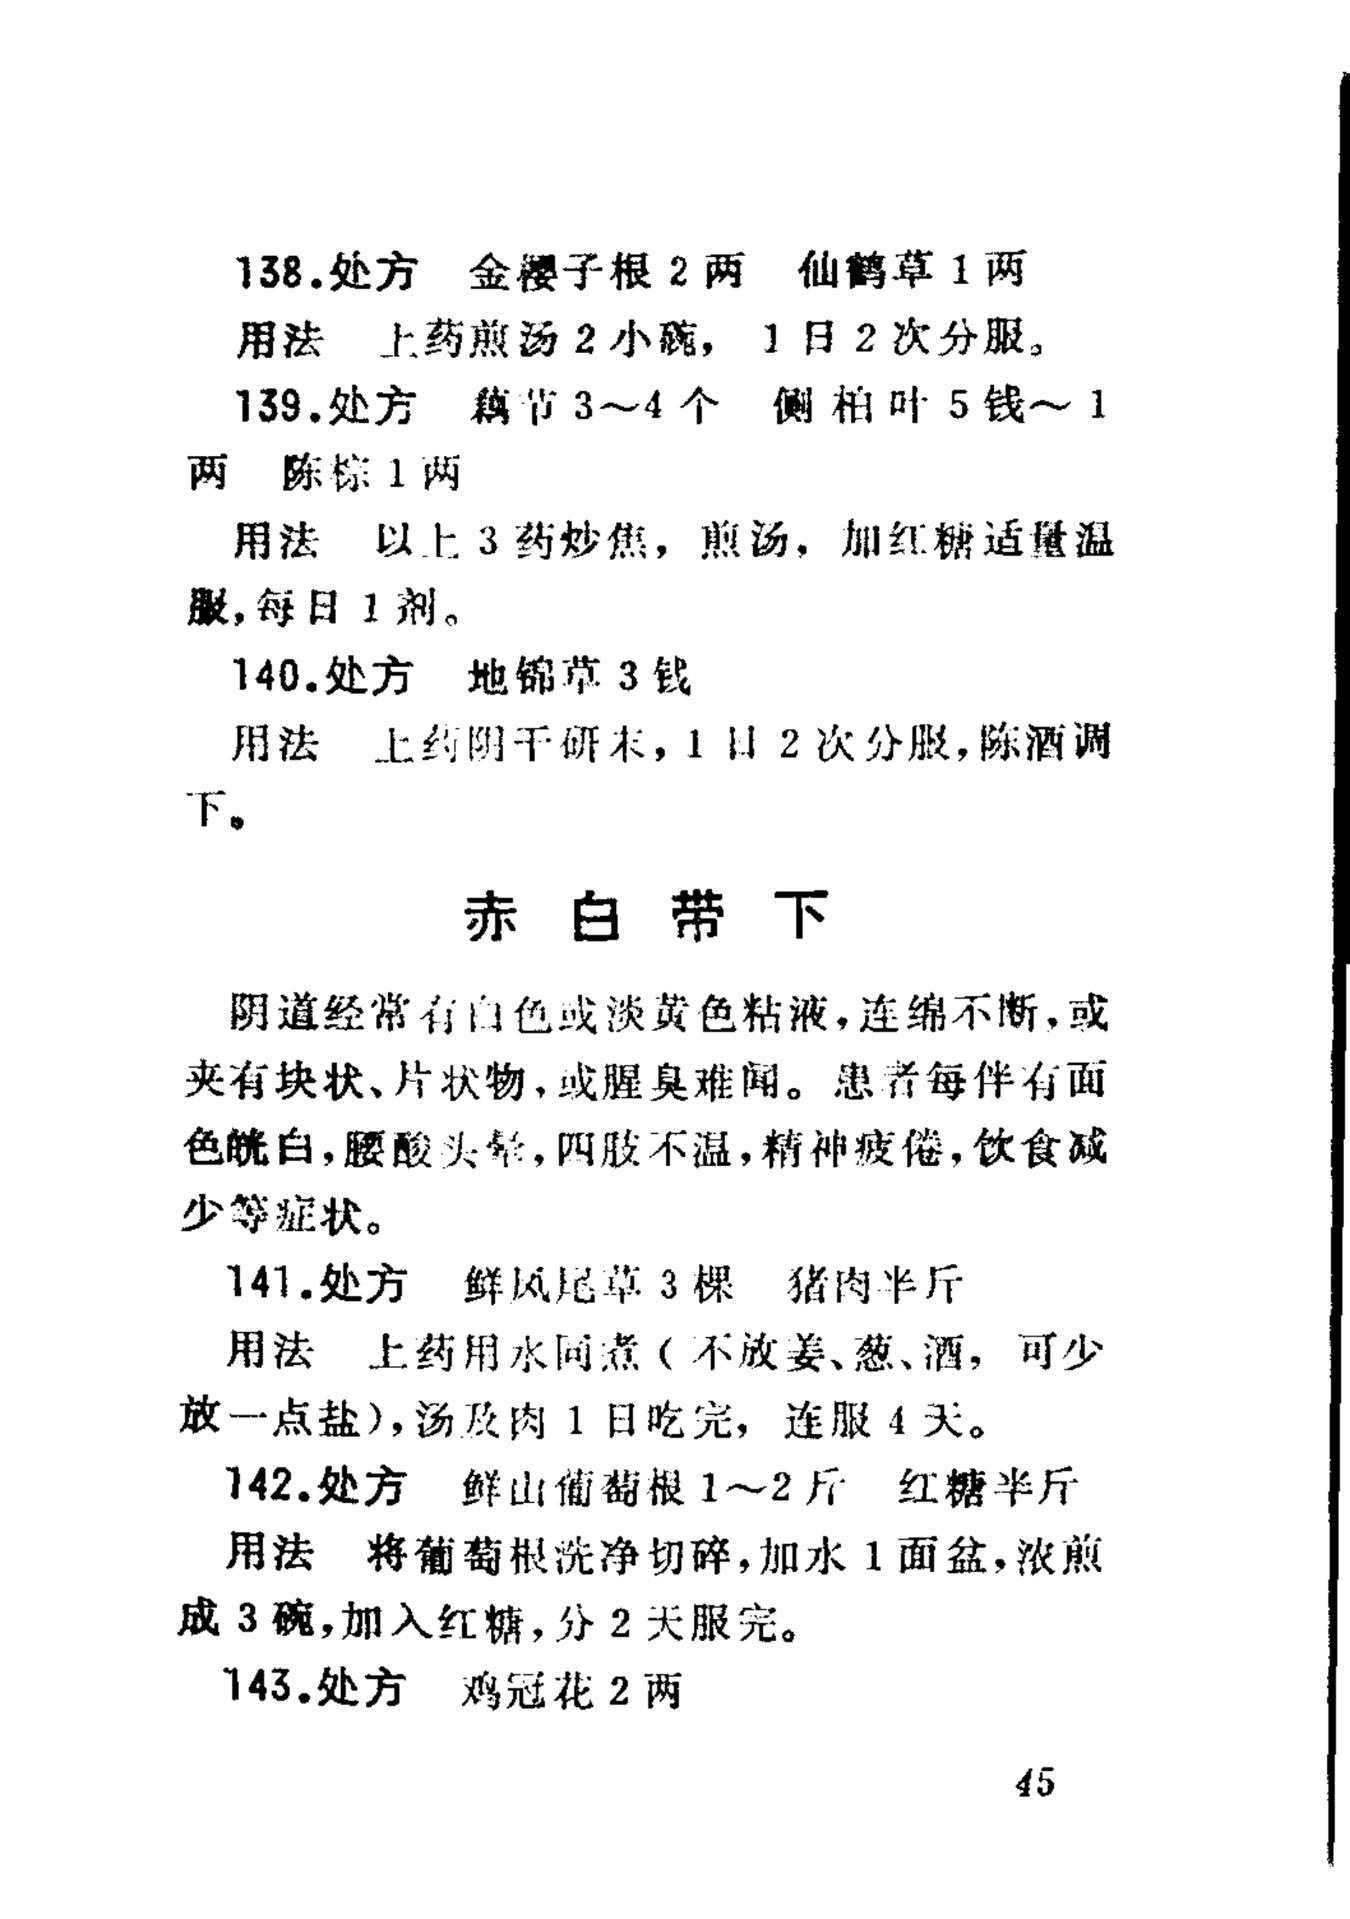 138.处方　金樱子根2两　仙鹤草1两
用法　上药煎汤2小碗，1日2次分服。
139.处方　藕节3～4个　侧柏叶5钱～1
两　陈棕1两
用法　以上3药炒焦，煎汤，加红糖适量温
服，每日1剂。
140.处方　地锦草3钱
用法　上药阴干研末，1日2次分服，陈酒调
下。
赤白带下
阴道经常有白色或淡黄色粘液，连绵不断，或
夹有块状、片状物，或腥臭难闻。患者每伴有面
色㿠白，腰酸头晕，四肢不温，精神疲倦，饮食减
少等症状。
141.处方　鲜凤尾草3棵　猪肉半斤
用法　上药用水同煮（不放姜、葱、酒，可少
放一点盐），汤及肉1日吃完，连服4天。
142.处方　鲜山葡萄根1～2斤　红糖半斤
用法　将葡萄根洗净切碎，加水1面盆，浓煎
成3碗，加入红糖，分2天服完。
143.处方　鸡冠花2两
45